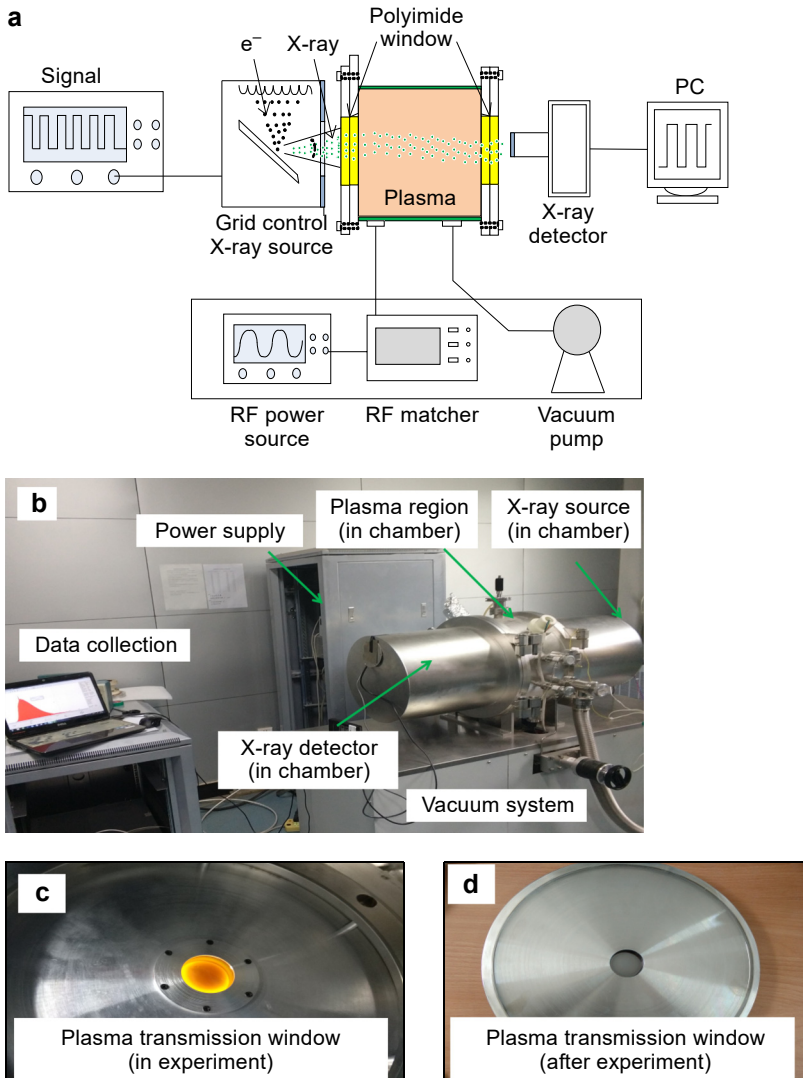 a
Polyimide
window
e⁻
X-ray
Signal
PC
Plasma
Grid control
X-ray source
X-ray
detector
RF power
source
RF matcher
Vacuum
pump
b
Plasma region
(in chamber)
X-ray source
(in chamber)
Power supply
Data collection
X-ray detector
(in chamber)
Vacuum system
c
Plasma transmission window
(in experiment)
d
Plasma transmission window
(after experiment)